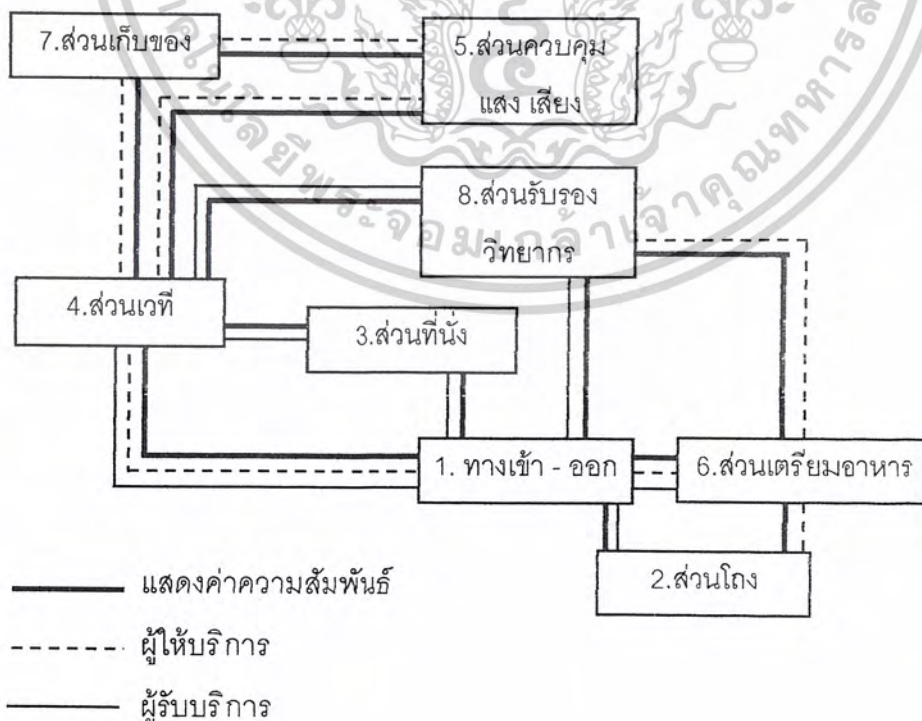 7.ส่วนเก็บของ
5.ส่วนควบคุม
แสง เสียง
8.ส่วนรับรอง
วิทยากร
4.ส่วนเวที
3.ส่วนที่นั่ง
1. ทางเข้า - ออก
6.ส่วนเตรียมอาหาร
2.ส่วนโถง
แสดงค่าความสัมพันธ์
ผู้ให้บริการ
ผู้รับบริการ